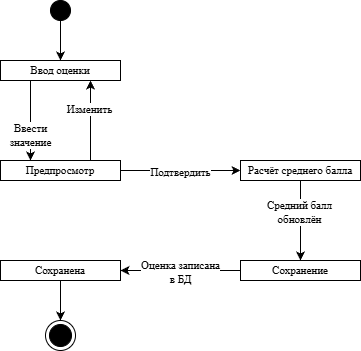 Ввод оценки
Изменить
Ввести
значение
Предпросмотр
Подтвердить
Расчёт среднего балла
Средний балл
обновлён
Сохранена
Оценка записана
в БД
Сохранение